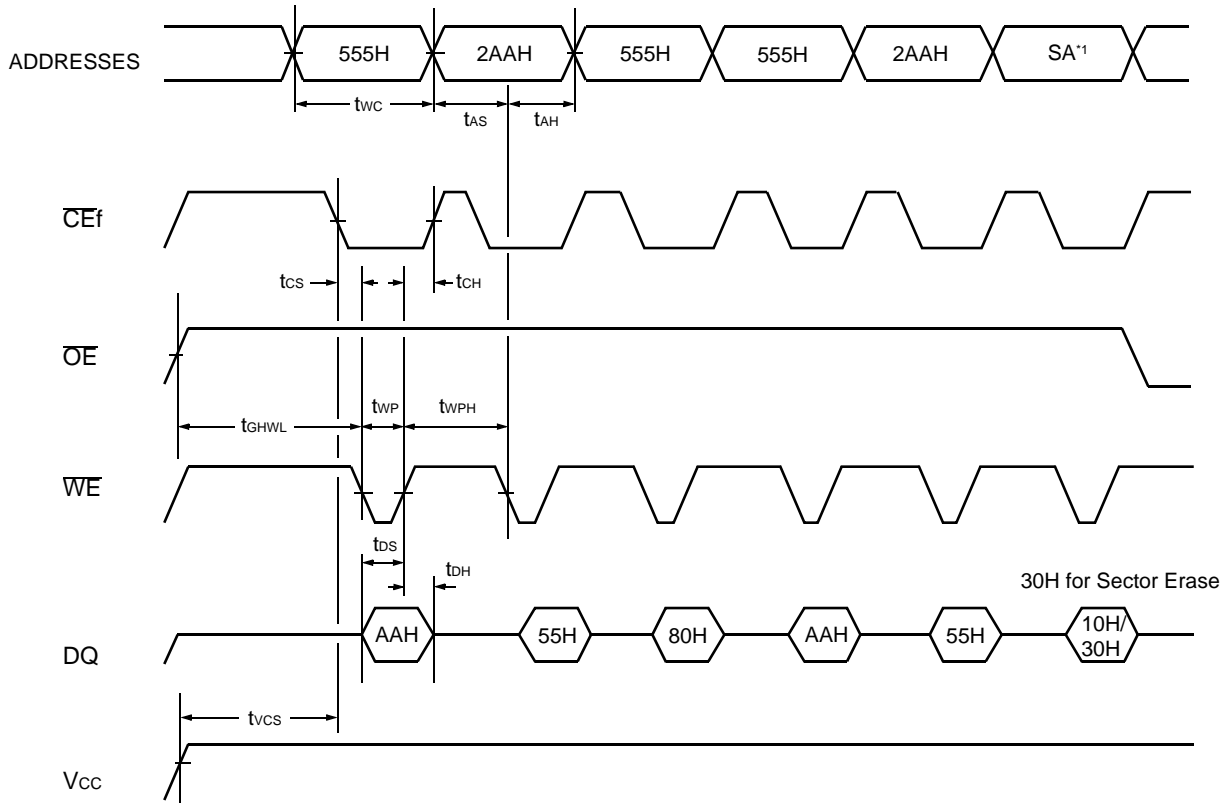 ADDRESSES
555H
2AAH
555H
555H
2AAH
SA*1
tWC
tAS
tAH
CEf
tCS
tCH
OE
tGHWL
tWP
tWPH
WE
tDS
tDH
30H for Sector Erase
DQ
AAH
55H
80H
AAH
55H
10H/
30H
tVCS
VCC